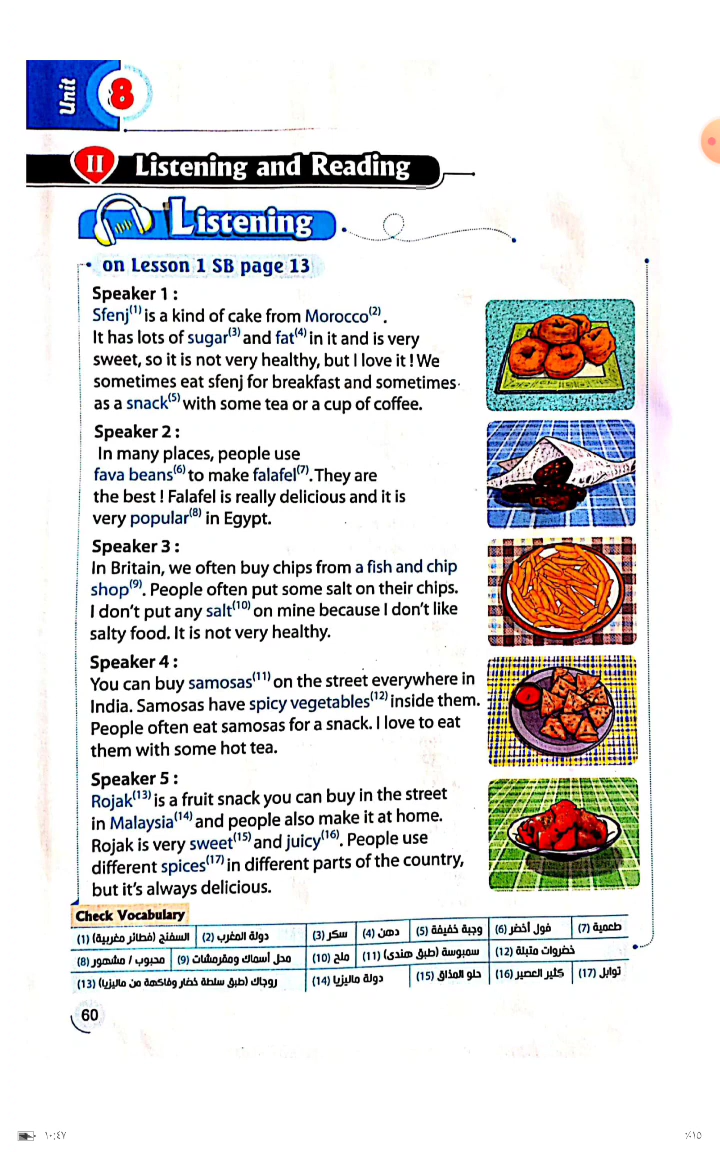 Unit
8
II Listening and Reading
Listening
• on Lesson 1 SB page 13
Speaker 1 :
Sfenj(1) is a kind of cake from Morocco(2) .
It has lots of sugar(3) and fat(4) in it and is very
sweet, so it is not very healthy, but I love it ! We
sometimes eat sfenj for breakfast and sometimes
as a snack(5) with some tea or a cup of coffee.
Speaker 2 :
In many places, people use
fava beans(6) to make falafel(7). They are
the best ! Falafel is really delicious and it is
very popular(8) in Egypt.
Speaker 3 :
In Britain, we often buy chips from a fish and chip
shop(9). People often put some salt on their chips.
I don't put any salt(10) on mine because I don't like
salty food. It is not very healthy.
Speaker 4 :
You can buy samosas(11) on the street everywhere in
India. Samosas have spicy vegetables(12) inside them.
People often eat samosas for a snack. I love to eat
them with some hot tea.
Speaker 5 :
Rojak(13) is a fruit snack you can buy in the street
in Malaysia(14) and people also make it at home.
Rojak is very sweet(15) and juicy(16). People use
different spices(17) in different parts of the country,
but it's always delicious.
Check Vocabulary
(1) السفنج (فطائر مغربية) (2) دولة المغرب (3) سكر (4) دهن (5) وجبة خفيفة (6) فول أخضر (7) طعمية
(8) محبوب / مشهور (9) محل أسماك ومقرمشات (10) ملح (11) سمبوسة (طبق هندى) (12) خضروات متبلة
(13) روجاك (طبق سلطة خضار وفاكهة من ماليزيا) (14) دولة ماليزيا (15) حلو المذاق (16) كثير العصير (17) توابل
60
١٠:٤٧
٪١٥